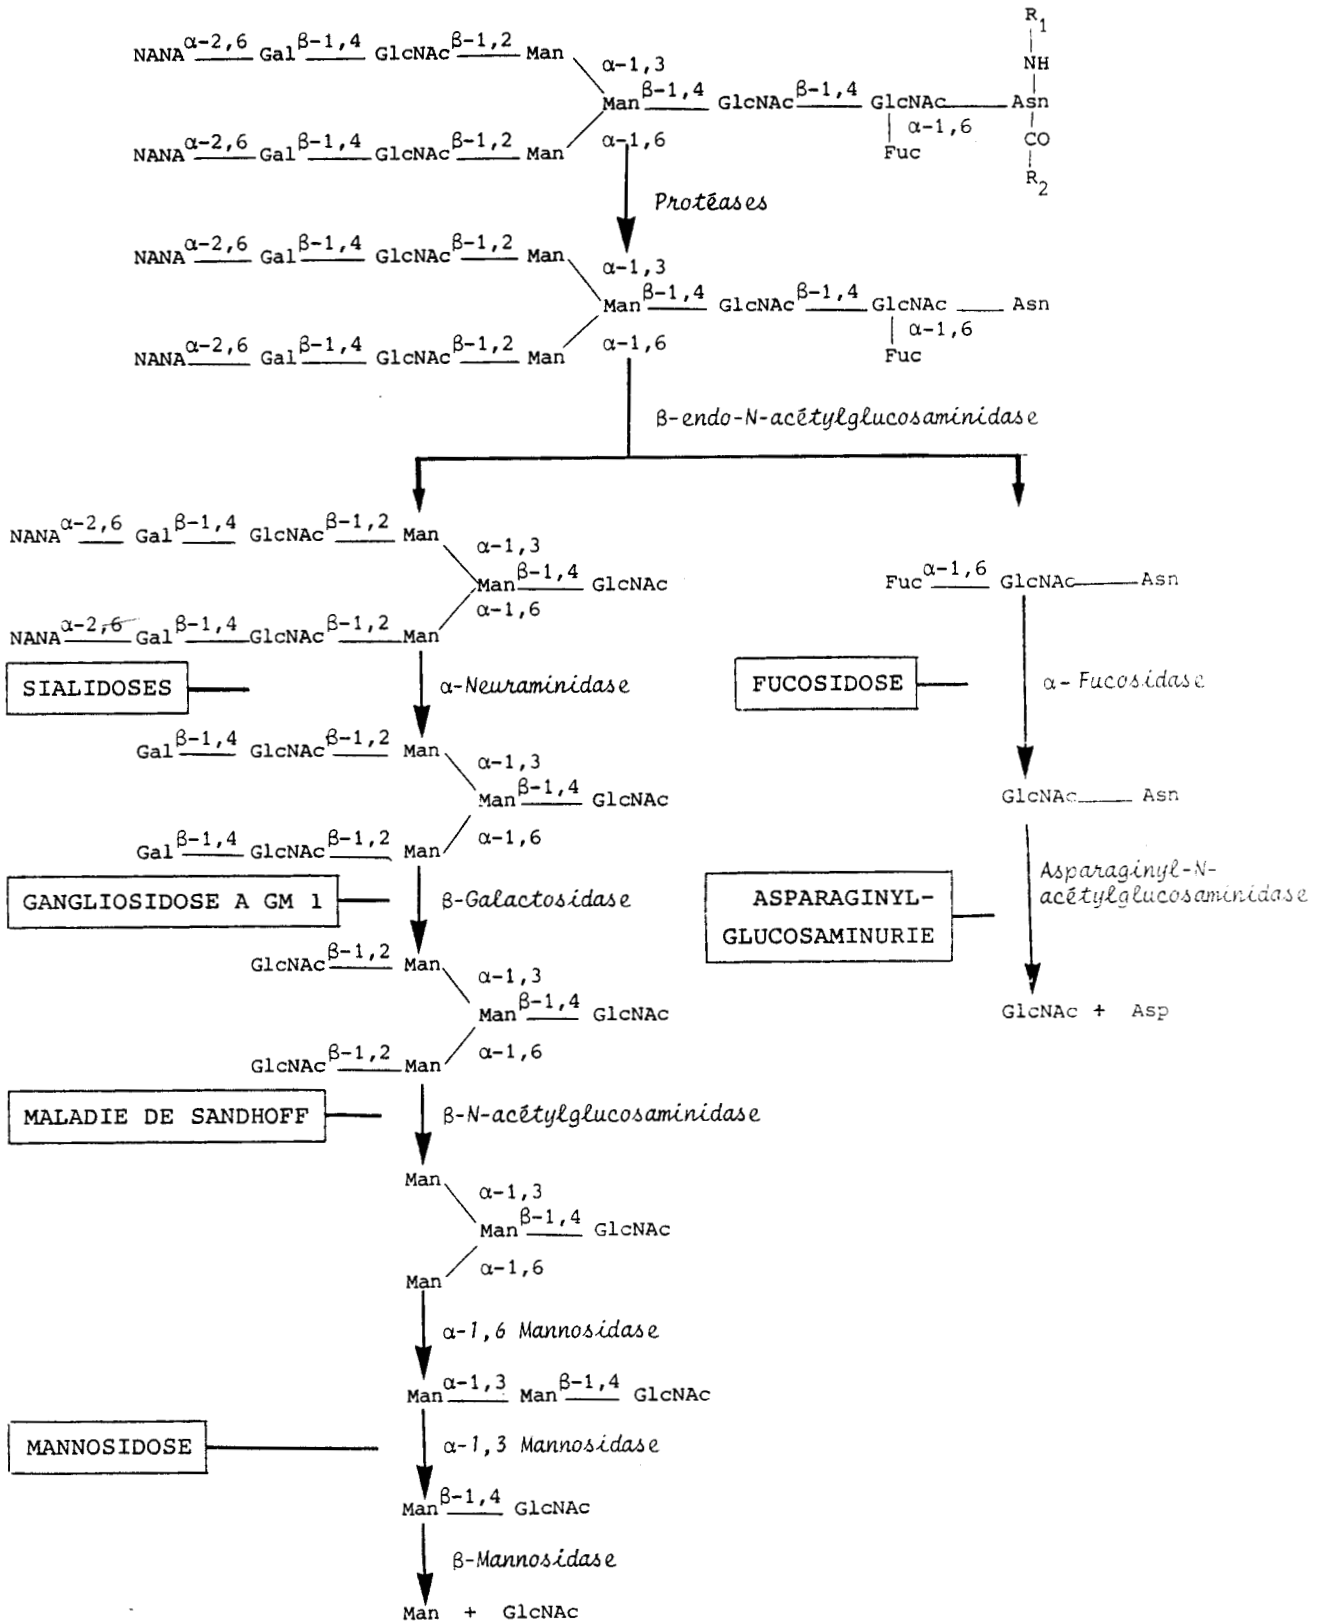 R1
NH
NANA α-2,6 Gal β-1,4 GlcNAc β-1,2 Man
α-1,3
Man β-1,4 GlcNAc β-1,4 GlcNAc Asn
α-1,6
α-1,6
CO
NANA α-2,6 Gal β-1,4 GlcNAc β-1,2 Man
Fuc
R2
Protéases
NANA α-2,6 Gal β-1,4 GlcNAc β-1,2 Man
α-1,3
Man β-1,4 GlcNAc β-1,4 GlcNAc Asn
α-1,6
α-1,6
NANA α-2,6 Gal β-1,4 GlcNAc β-1,2 Man
Fuc
β-endo-N-acétylglucosaminidase
NANA α-2,6 Gal β-1,4 GlcNAc β-1,2 Man
α-1,3
Man β-1,4 GlcNAc
α-1,6
NANA α-2,6 Gal β-1,4 GlcNAc β-1,2 Man
SIALIDOSES
α-Neuraminidase
Gal β-1,4 GlcNAc β-1,2 Man
α-1,3
Man β-1,4 GlcNAc
α-1,6
Gal β-1,4 GlcNAc β-1,2 Man
GANGLIOSIDOSE A GM 1
β-Galactosidase
GlcNAc β-1,2 Man
α-1,3
Man β-1,4 GlcNAc
α-1,6
GlcNAc β-1,2 Man
MALADIE DE SANDHOFF
β-N-acétylglucosaminidase
Man
α-1,3
Man β-1,4 GlcNAc
α-1,6
Man
α-1,6 Mannosidase
Man α-1,3 Man β-1,4 GlcNAc
MANNOSIDOSE
α-1,3 Mannosidase
Man β-1,4 GlcNAc
β-Mannosidase
Man + GlcNAc
Fuc α-1,6 GlcNAc Asn
FUCOSIDOSE
α- Fucosidase
GlcNAc Asn
ASPARAGINYL-
GLUCOSAMINURIE
Asparaginyl-N-
acétylglucosaminidase
GlcNAc + Asp